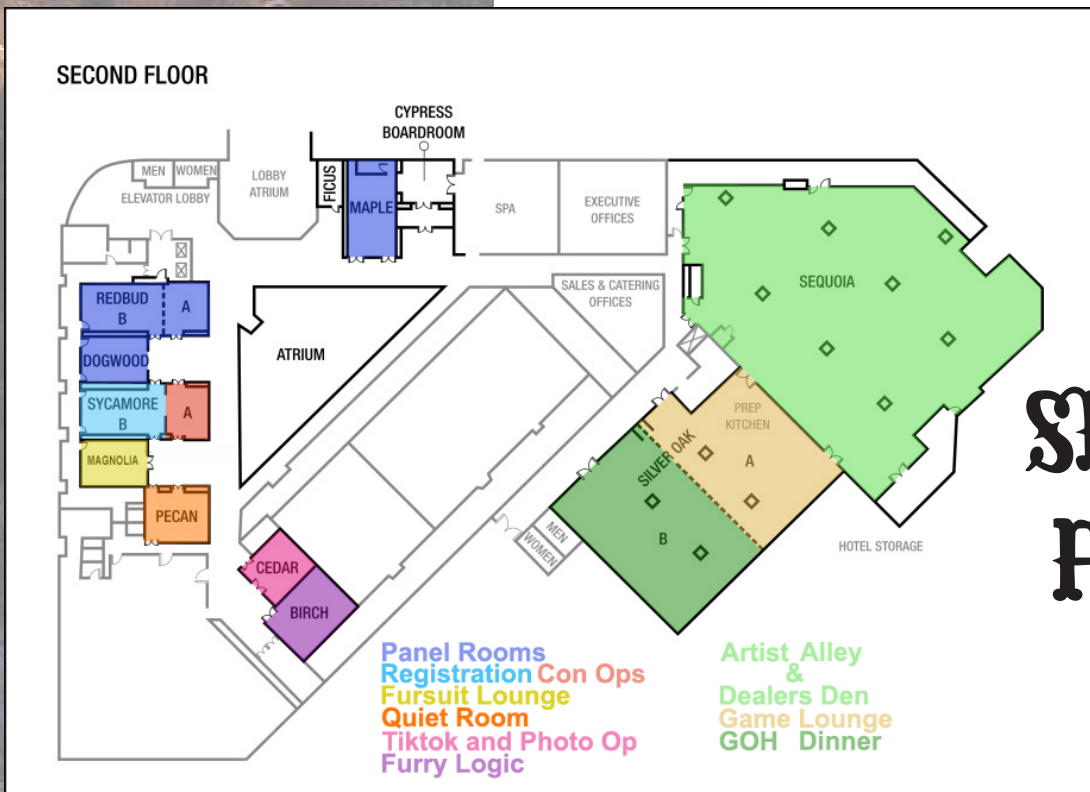 SECOND FLOOR
CYPRESS
BOARDROOM
MEN
WOMEN
ELEVATOR LOBBY
LOBBY
ATRIUM
FICUS
MAPLE
SPA
EXECUTIVE
OFFICES
SALES & CATERING
OFFICES
SEQUOIA
REDBUD
B
A
DOGWOOD
SYCAMORE
B
A
MAGNOLIA
PECAN
ATRIUM
PREP
KITCHEN
SILVER OAK
A
B
MEN
WOMEN
HOTEL STORAGE
CEDAR
BIRCH
Panel Rooms
Registration Con Ops
Fursuit Lounge
Quiet Room
Tiktok and Photo Op
Furry Logic
Artist Alley
&
Dealers Den
Game Lounge
GOH Dinner